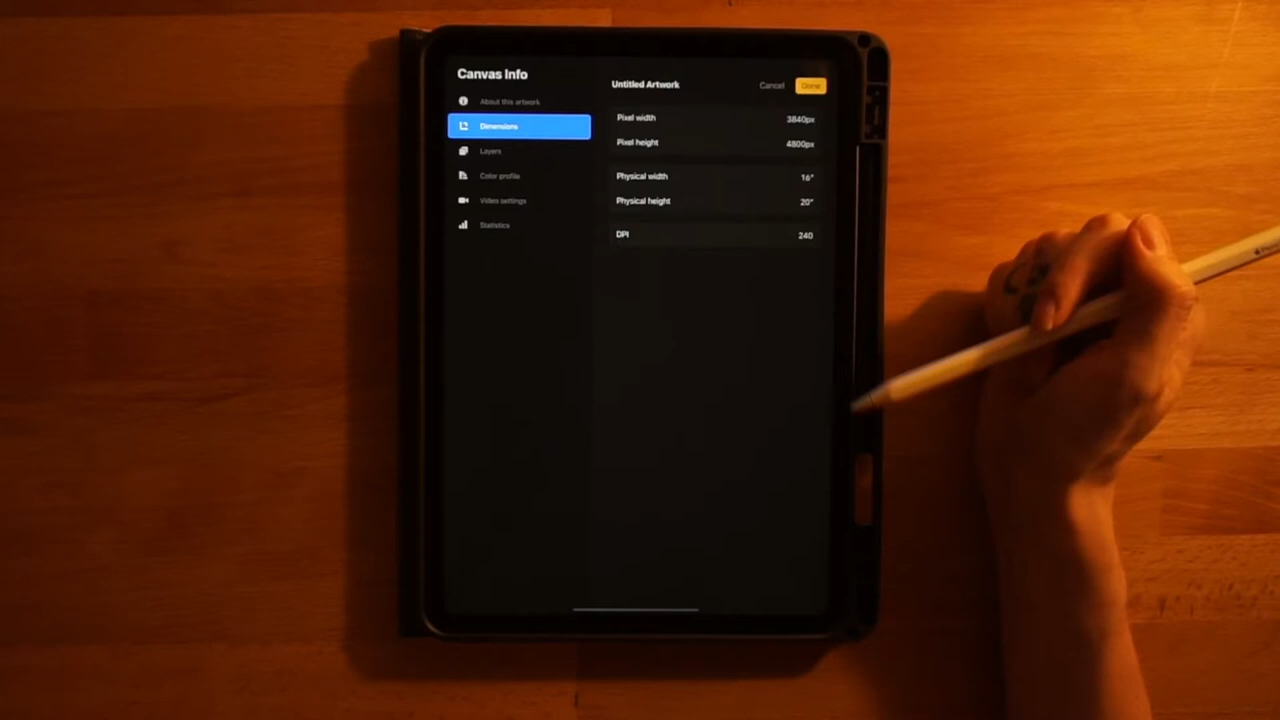 Canvas Info
About this artwork
Dimensions
Layers
Color profile
Video settings
Statistics
Untitled Artwork
Cancel
Done
Pixel width 3840px
Pixel height 4800px
Physical width 16"
Physical height 20"
DPI 240